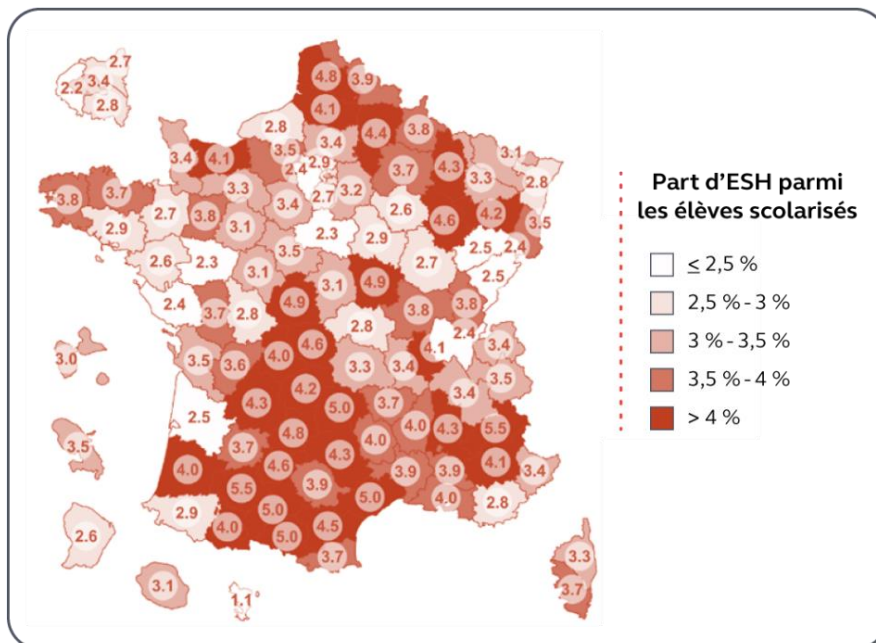 2.7
2.2 3.4
2.8
4.8 3.9
4.1
2.8 4.4 3.8
3.4 4.1 3.5 3.4 4.3 3.1
2.4 2.9 3.7 3.3 2.8
3.8 3.7 3.3 2.7 3.2
2.7 3.8 3.4 2.6 4.6 4.2 3.5
2.9 3.1 2.3 2.9 2.5 2.4
2.6 2.3 3.5 2.7 2.5
3.1 3.1 4.9
2.4 3.7 2.8 4.9 3.8 3.8
2.8 2.4
3.0 3.5 3.6 4.0 4.6 3.3 3.4 4.1 3.4
4.2 3.4 3.5
2.5 4.3 5.0 3.7
3.5 3.7 4.8 4.0 4.0 4.3 5.5
4.0 4.6 4.3 3.9 3.9 4.1 3.4
5.5 3.9 5.0 4.0 2.8
2.9 4.0 5.0 4.5
2.6 5.0 3.7 3.3
3.1 1.1 3.7
Part d’ESH parmi
les élèves scolarisés
≤ 2,5 %
2,5 % - 3 %
3 % - 3,5 %
3,5 % - 4 %
> 4 %